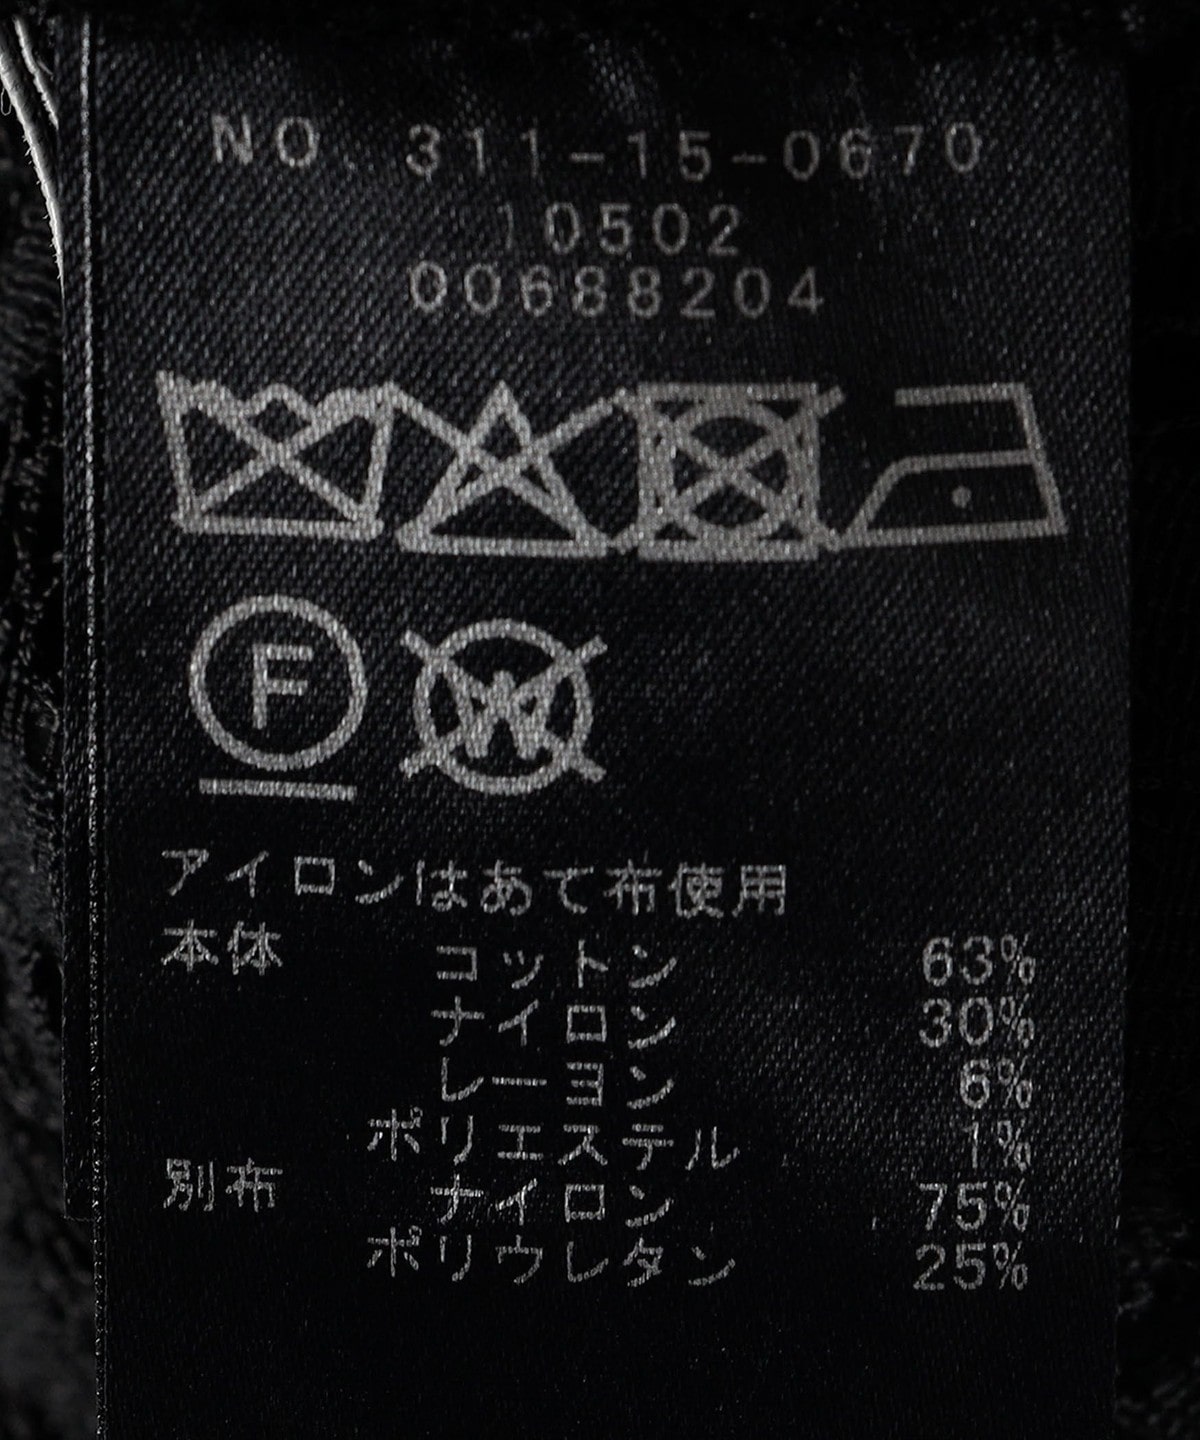 NO. 311-15-0670
10502
00688204
F
W
アイロンはあて布使用
本体 コットン 63%
ナイロン 30%
レーヨン 6%
ポリエステル 1%
別布 ナイロン 75%
ポリウレタン 25%